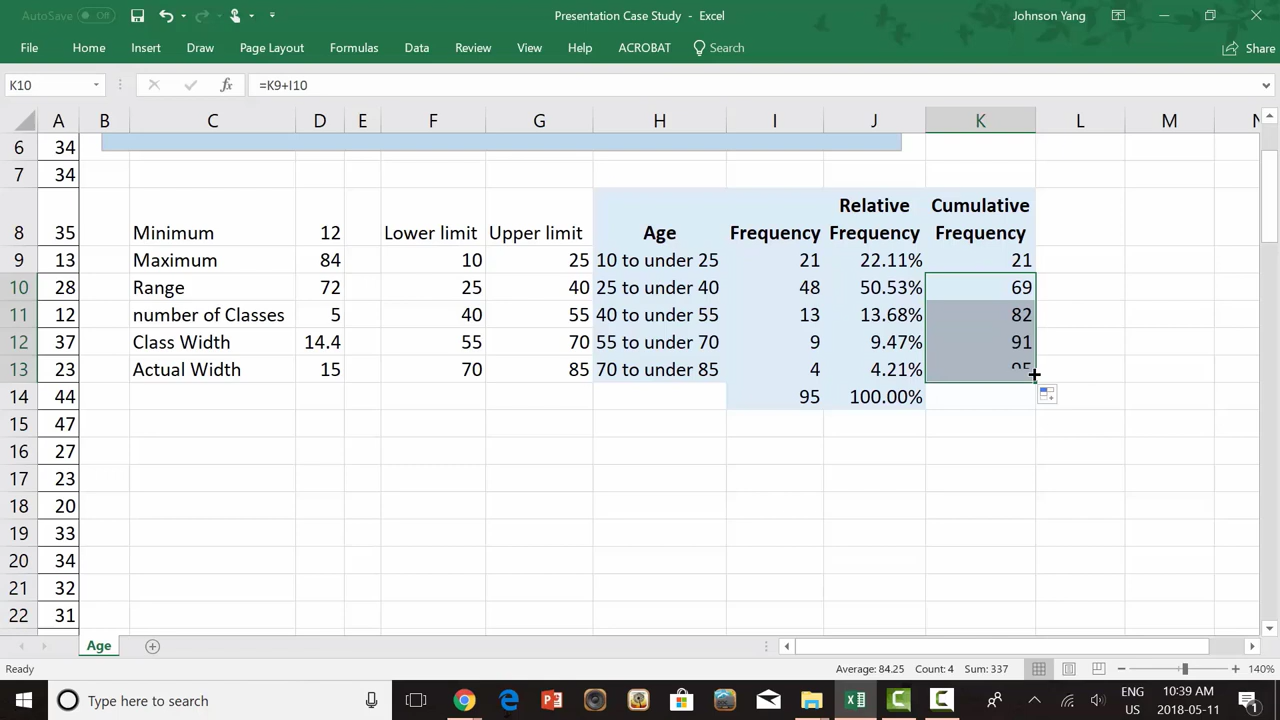 AutoSave Off
Presentation Case Study - Excel
Johnson Yang
File Home Insert Draw Page Layout Formulas Data Review View Help ACROBAT Search Share
K10 fx =K9+I10
A B C D E F G H I J K L M N
6 34
7 34
Relative Cumulative
8 35 Minimum 12 Lower limit Upper limit Age Frequency Frequency Frequency
9 13 Maximum 84 10 25 10 to under 25 21 22.11% 21
10 28 Range 72 25 40 25 to under 40 48 50.53% 69
11 12 number of Classes 5 40 55 40 to under 55 13 13.68% 82
12 37 Class Width 14.4 55 70 55 to under 70 9 9.47% 91
13 23 Actual Width 15 70 85 70 to under 85 4 4.21% 95
14 44 95 100.00%
15 47
16 27
17 23
18 20
19 33
20 34
21 32
22 31
Age
Ready Average: 84.25 Count: 4 Sum: 337 140%
Type here to search
ENG 10:39 AM
US 2018-05-11
1